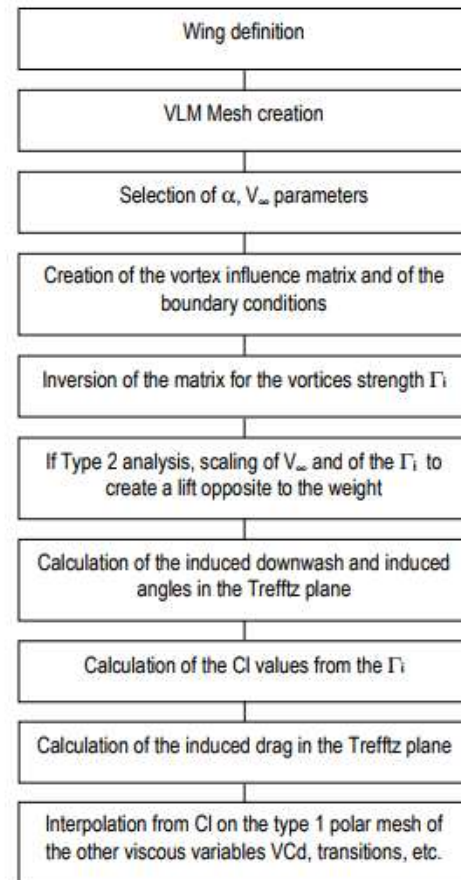 Wing definition
VLM Mesh creation
Selection of α, V∞ parameters
Creation of the vortex influence matrix and of the
boundary conditions
Inversion of the matrix for the vortices strength Γi
If Type 2 analysis, scaling of V∞ and of the Γi to
create a lift opposite to the weight
Calculation of the induced downwash and induced
angles in the Trefftz plane
Calculation of the Cl values from the Γi
Calculation of the induced drag in the Trefftz plane
Interpolation from Cl on the type 1 polar mesh of
the other viscous variables VCd, transitions, etc.